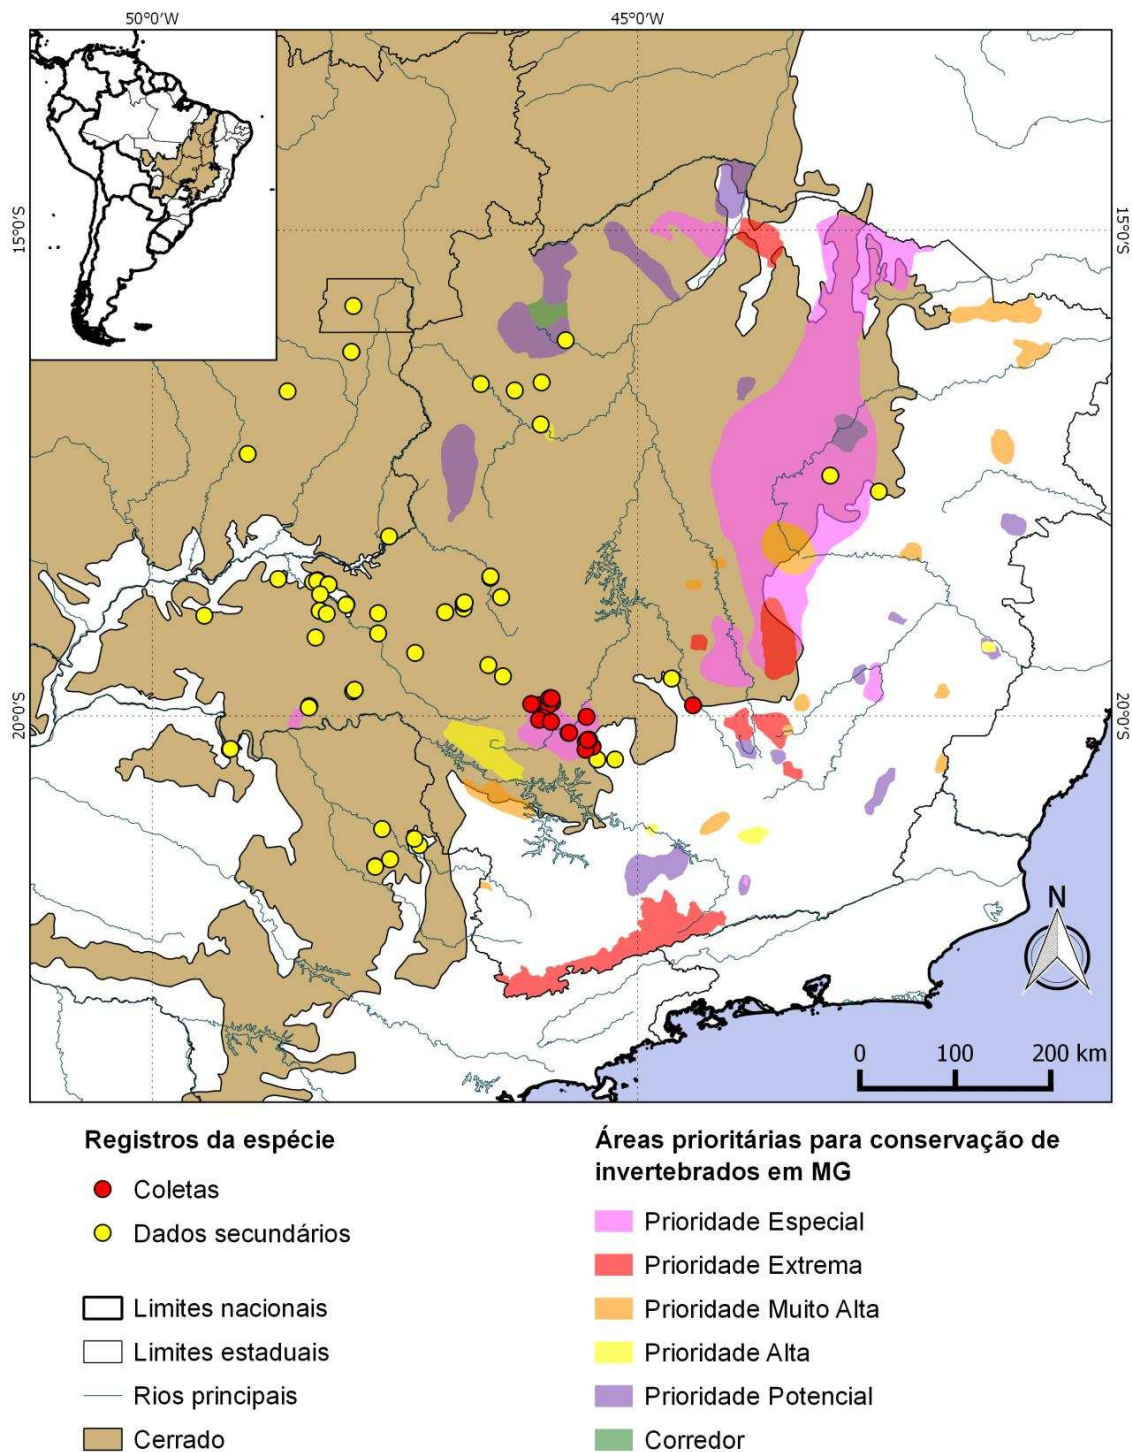 50°0'W
45°0'W
15°0'S
15°0'S
20°0'S
20°0'S
N
0 100 200 km
Registros da espécie
Coletas
Dados secundários
Limites nacionais
Limites estaduais
Rios principais
Cerrado
Áreas prioritárias para conservação de
invertebrados em MG
Prioridade Especial
Prioridade Extrema
Prioridade Muito Alta
Prioridade Alta
Prioridade Potencial
Corredor